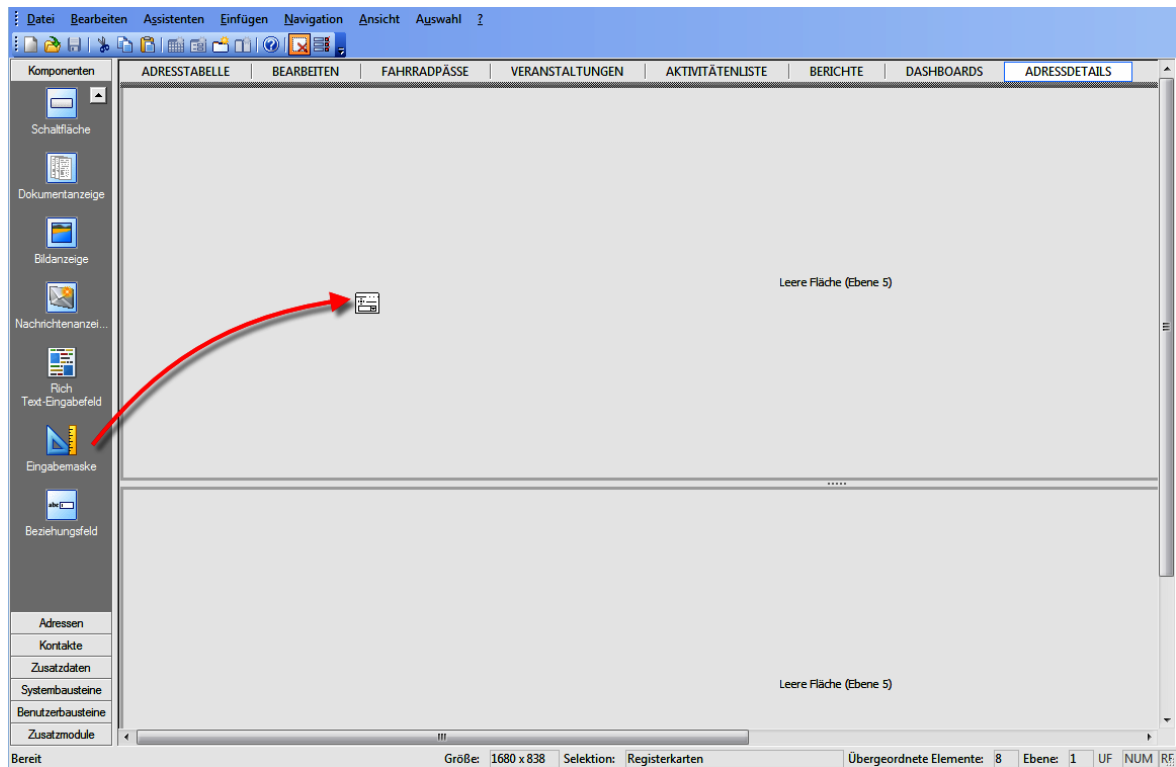 Datei Bearbeiten Assistenten Einfügen Navigation Ansicht Auswahl ?
Komponenten
ADRESSTABELLE BEARBEITEN FAHRRADPÄSSE VERANSTALTUNGEN AKTIVITÄTENLISTE BERICHTE DASHBOARDS ADRESSDETAILS
Schaltfläche
Dokumentanzeige
Bildanzeige
Nachrichtenanzei...
Rich
Text-Eingabefeld
Eingabemaske
abc
Beziehungsfeld
Leere Fläche (Ebene 5)
Leere Fläche (Ebene 5)
Adressen
Kontakte
Zusatzdaten
Systembausteine
Benutzerbausteine
Zusatzmodule
Bereit Größe: 1680 x 838 Selektion: Registerkarten Übergeordnete Elemente: 8 Ebene: 1 UF NUM RF